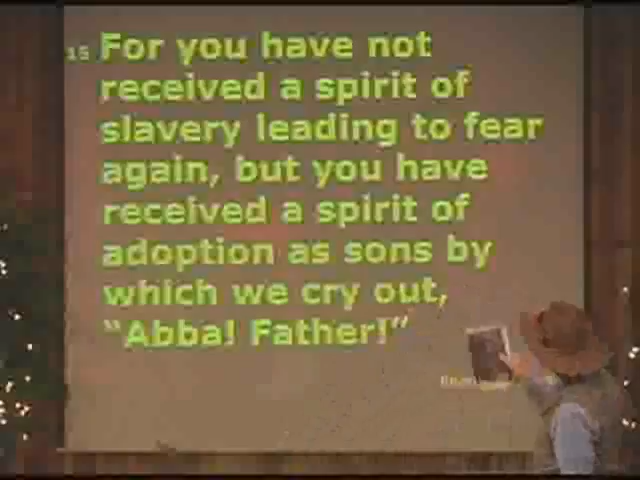 15 For you have not
received a spirit of
slavery leading to fear
again, but you have
received a spirit of
adoption as sons by
which we cry out,
“Abba! Father!”